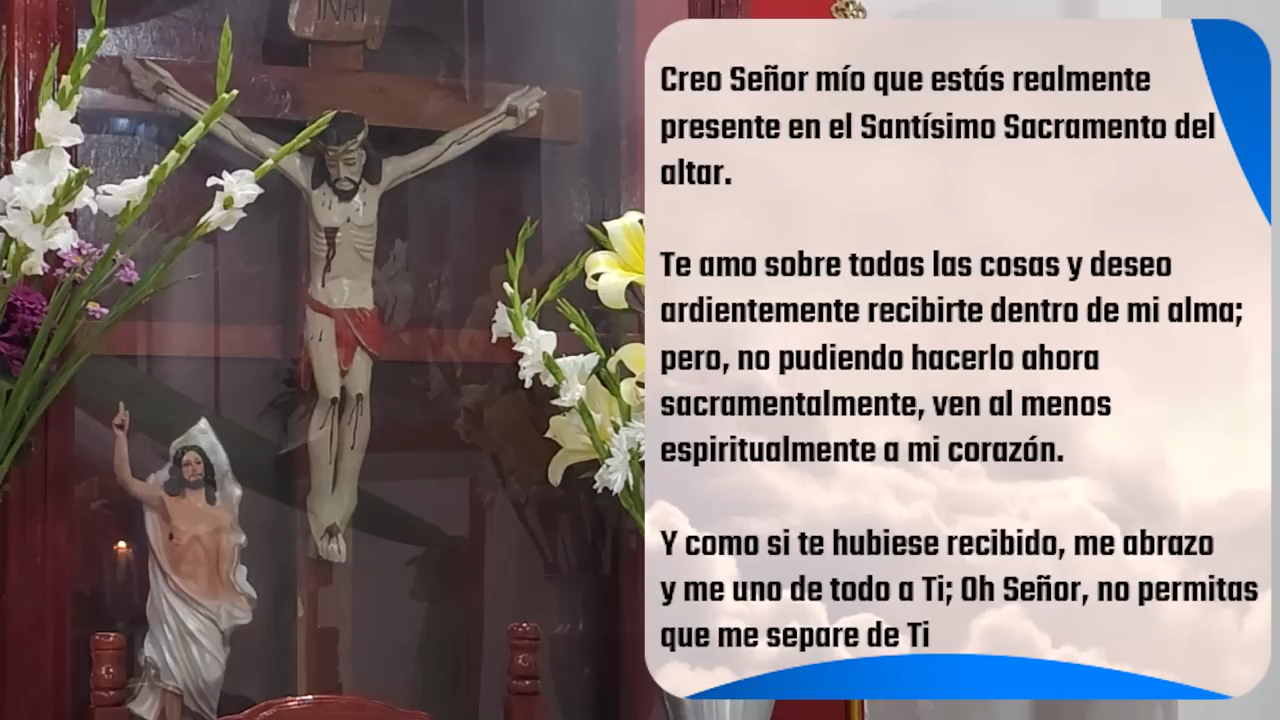 INRI
Creo Señor mío que estás realmente
presente en el Santísimo Sacramento del
altar.
Te amo sobre todas las cosas y deseo
ardientemente recibirte dentro de mi alma;
pero, no pudiendo hacerlo ahora
sacramentalmente, ven al menos
espiritualmente a mi corazón.
Y como si te hubiese recibido, me abrazo
y me uno de todo a Ti; Oh Señor, no permitas
que me separe de Ti